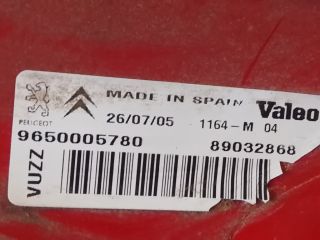 MADE IN SPAIN Valeo
PEUGEOT 26/07/05 1164-M 04
9650005780 89032868
VUZZ